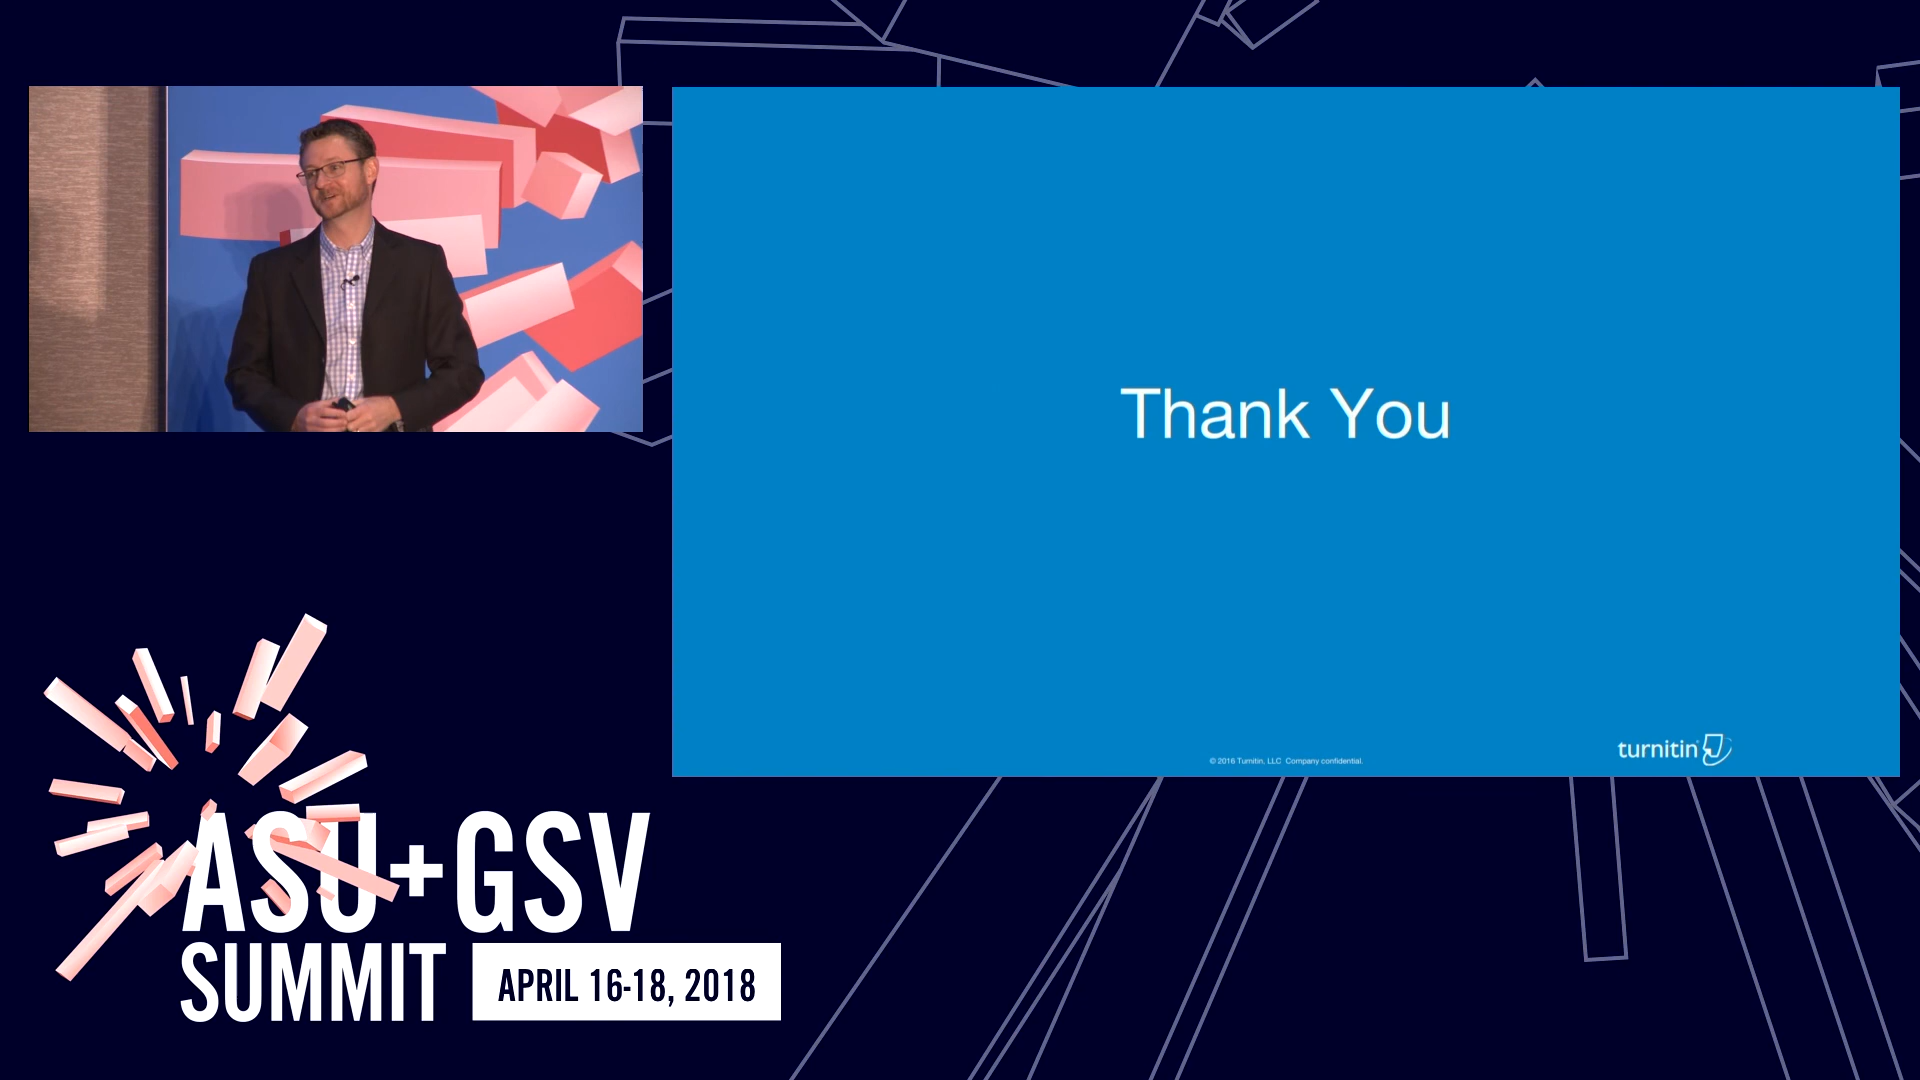 Thank You
© 2016 Turnitin, LLC Company confidential.
turnitin
ASU+GSV
SUMMIT
APRIL 16-18, 2018